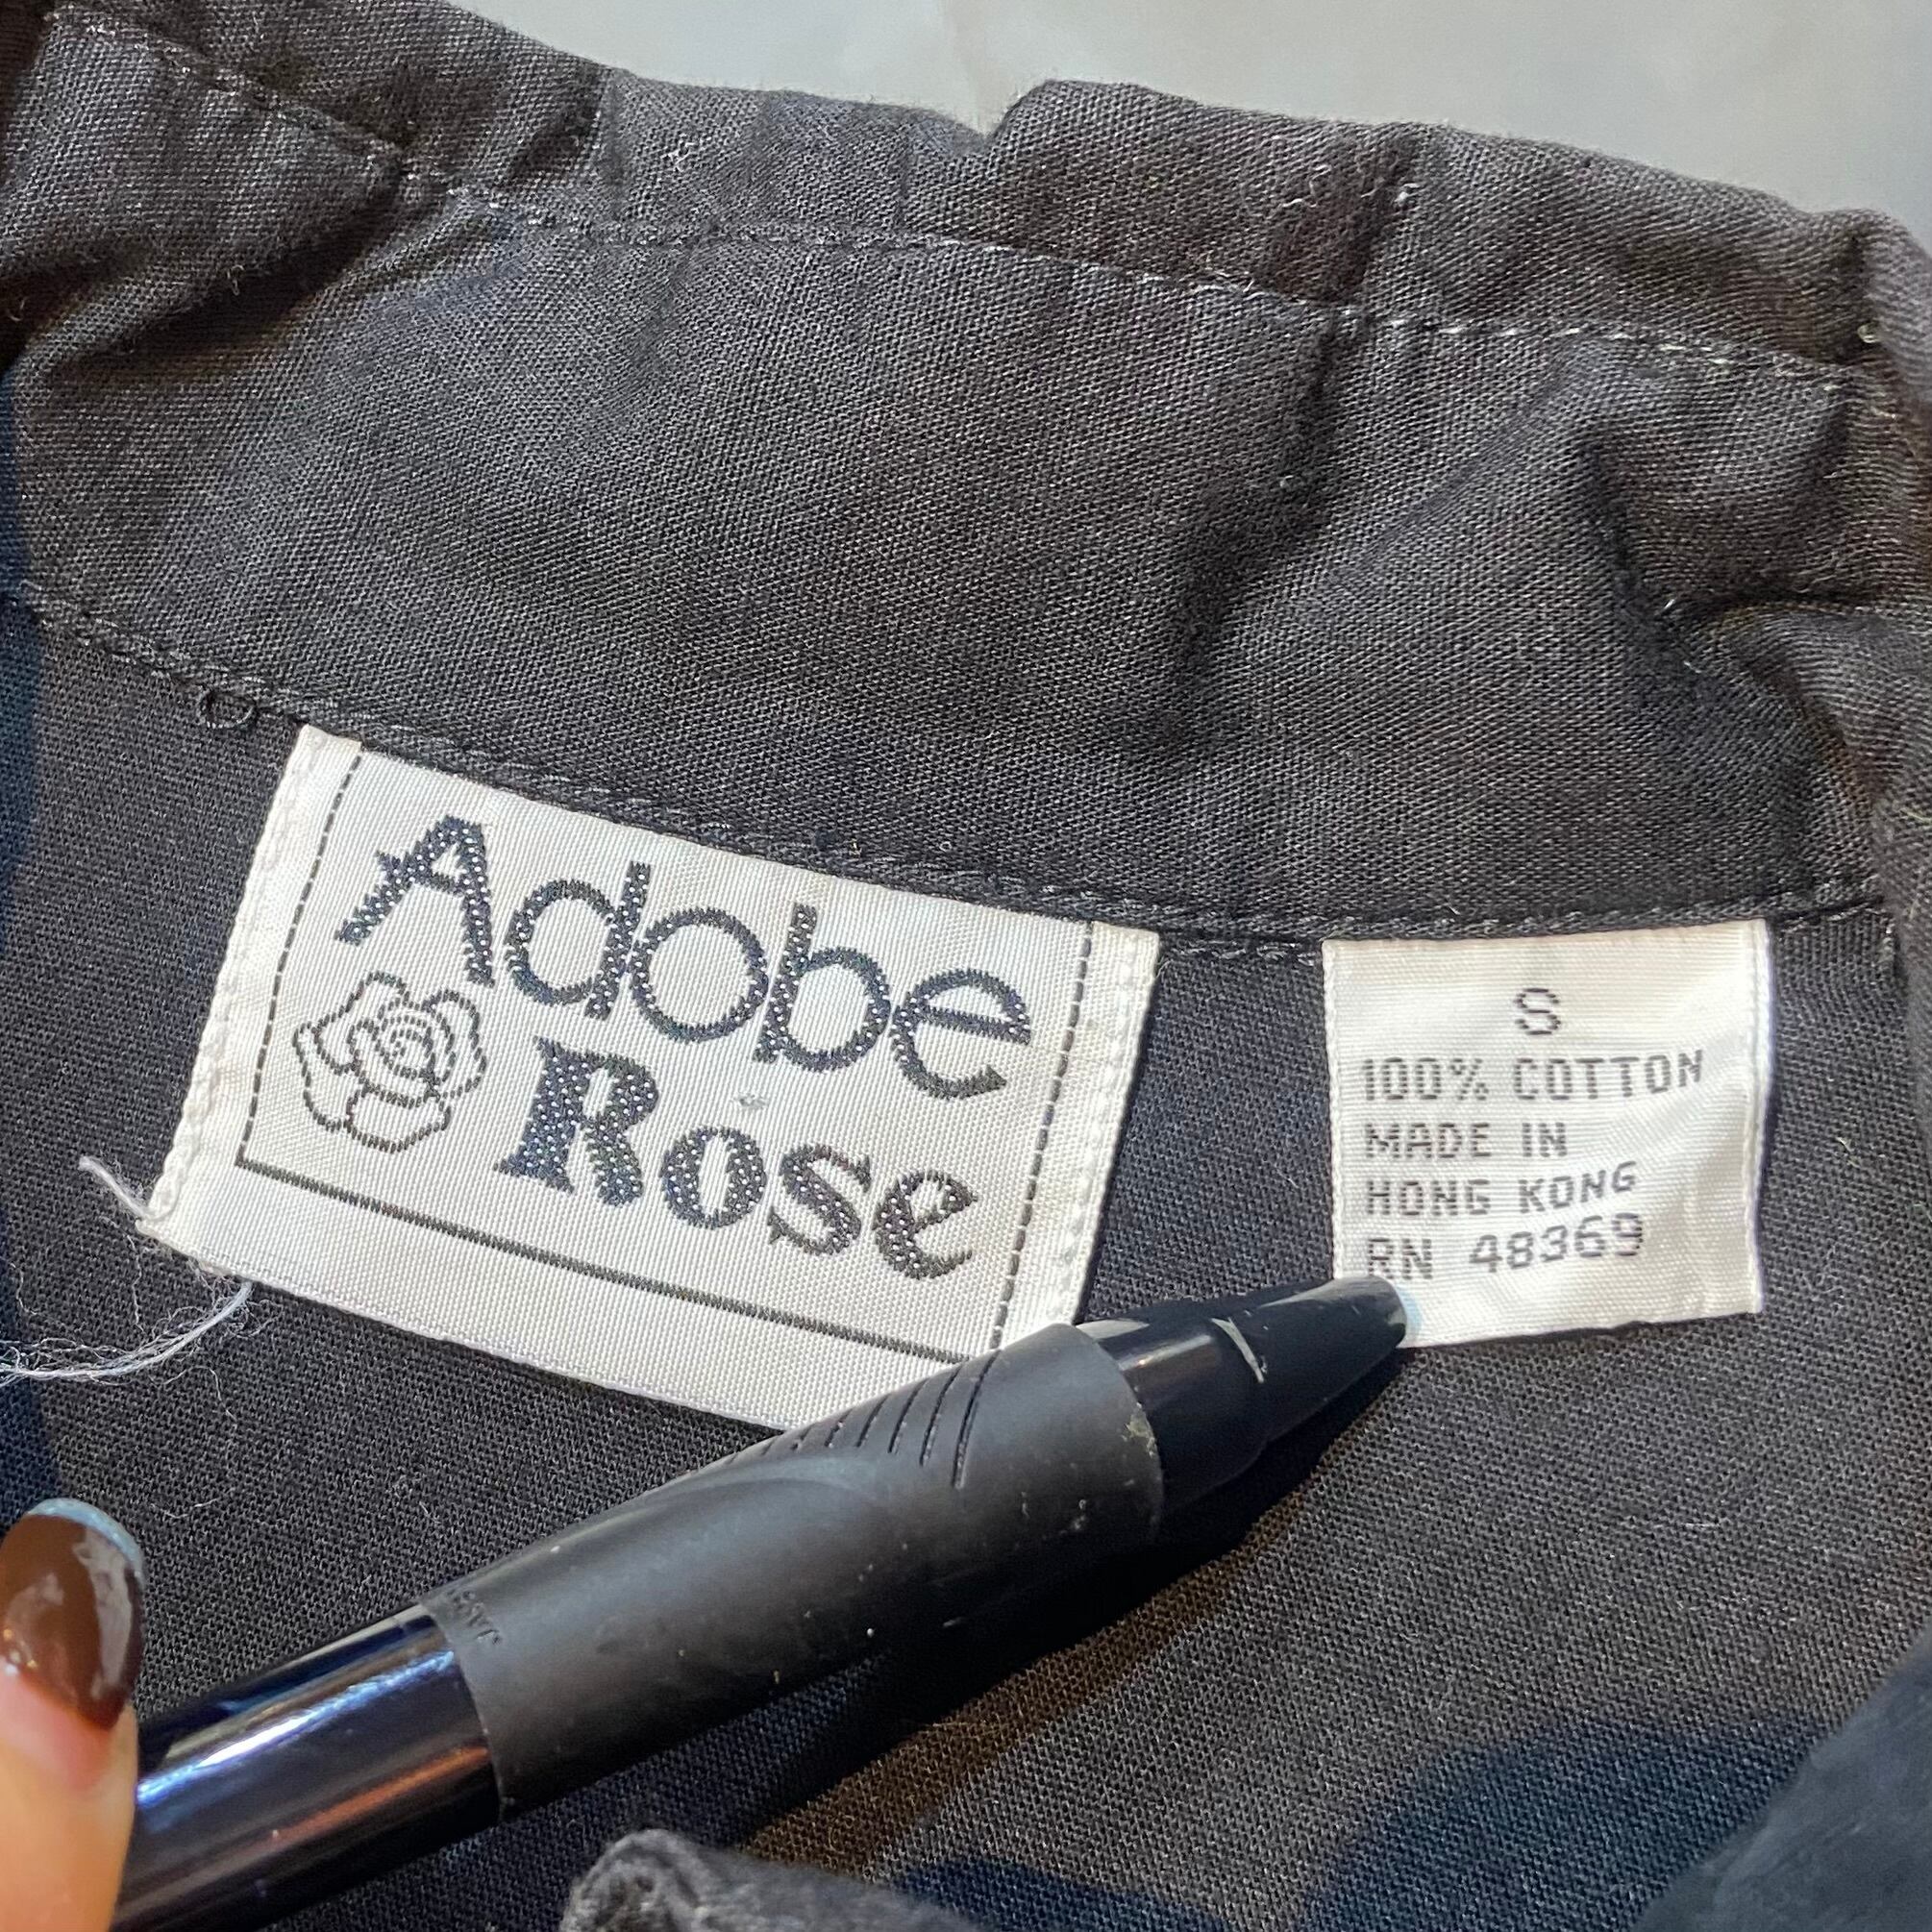 Adobe
Rose
S
100% COTTON
MADE IN
HONG KONG
RN 48369